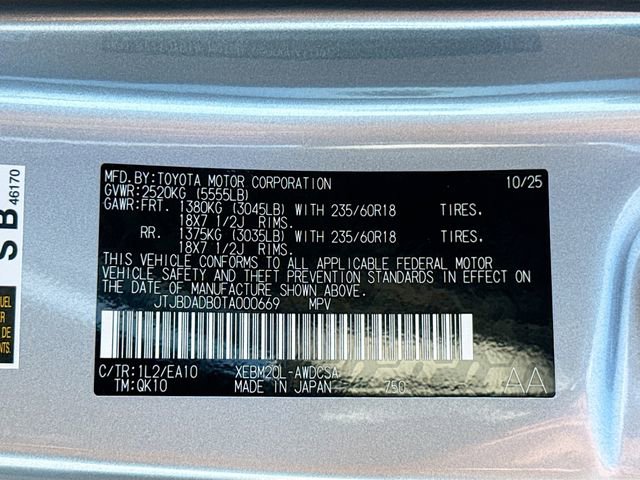 MFD.BY:TOYOTA MOTOR CORPORATION 10/25
GVWR:2520KG (5555LB)
GAWR:FRT. 1380KG (3045LB) WITH 235/60R18 TIRES.
18X7 1/2J RIMS.
RR. 1375KG (3035LB) WITH 235/60R18 TIRES.
18X7 1/2J RIMS.
THIS VEHICLE CONFORMS TO ALL APPLICABLE FEDERAL MOTOR
VEHICLE SAFETY AND THEFT PREVENTION STANDARDS IN EFFECT ON
THE DATE OF MANUFACTURE SHOWN ABOVE.
JTJBDADB0TA000669 MPV
C/TR:1L2/EA10 XEBM20L-AWDCSA
TM:QK10 MADE IN JAPAN 750 AA
S B
46170
UEL
DE
NTS.